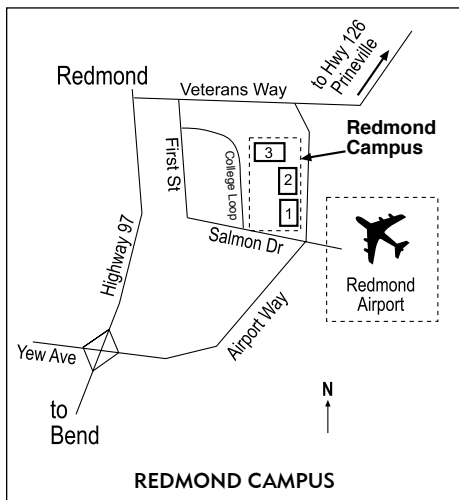 to Hwy 126
Prineville
Redmond
Veterans Way
Redmond
Campus
First St
College Loop
3
2
1
Salmon Dr
Highway 97
Redmond
Airport
Airport Way
Yew Ave
to
Bend
N
REDMOND CAMPUS